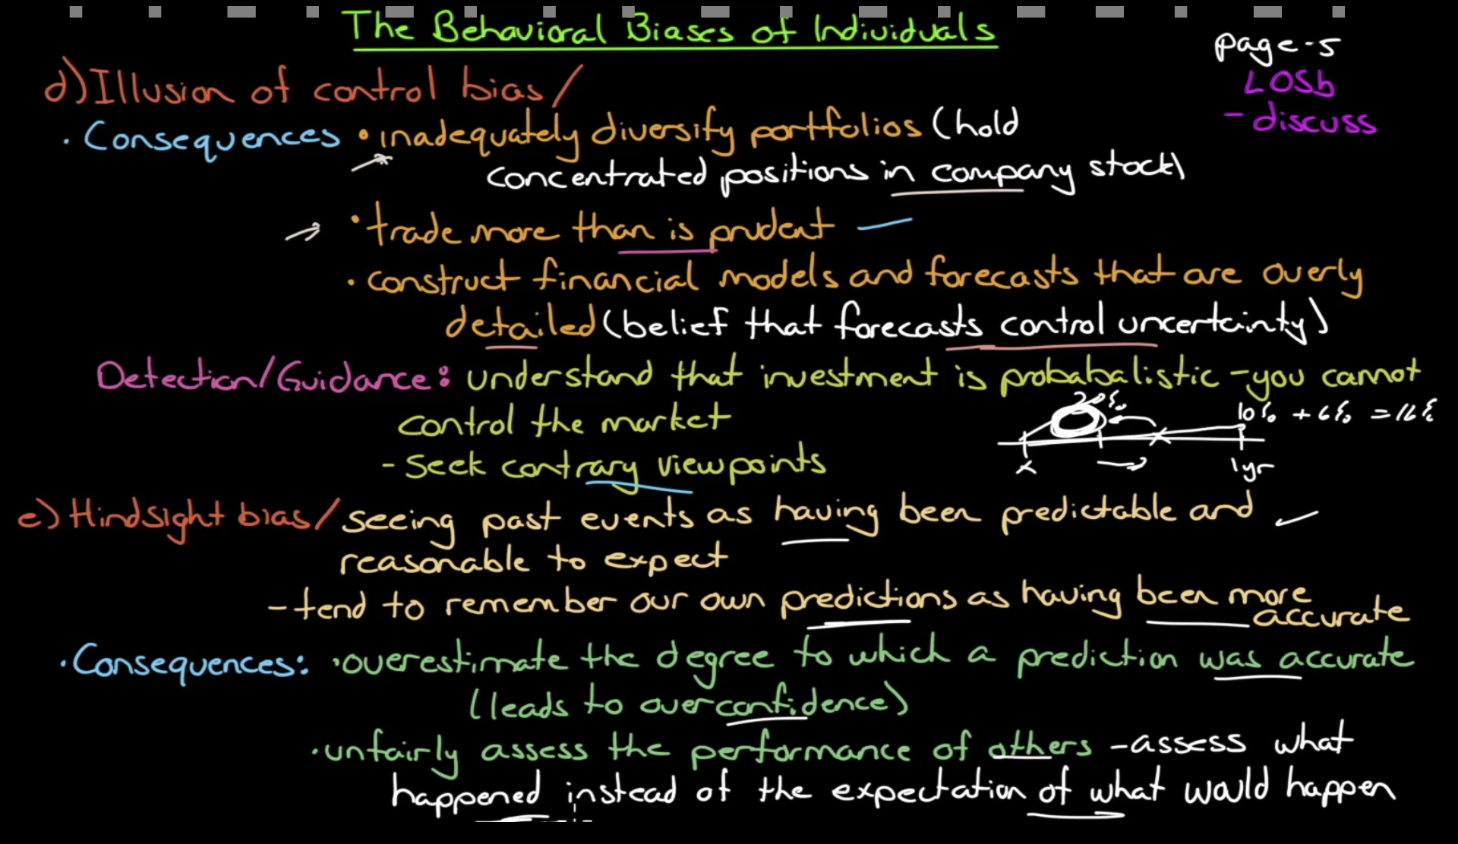 The Behavioral Biases of Individuals
page-5
LOSb
- discuss
d) Illusion of control bias /
· Consequences • inadequately diversify portfolios (hold
concentrated positions in company stock)
• trade more than is prudent
• construct financial models and forecasts that are overly
detailed (belief that forecasts control uncertainty)
Detection/Guidance: understand that investment is probabalistic - you cannot
control the market
20%
10% + 6% = 16%
x
1yr
- seek contrary viewpoints
e) Hindsight bias / seeing past events as having been predictable and
reasonable to expect
- tend to remember our own predictions as having been more
accurate
· Consequences: · overestimate the degree to which a prediction was accurate
(leads to overconfidence)
· unfairly assess the performance of others - assess what
happened instead of the expectation of what would happen